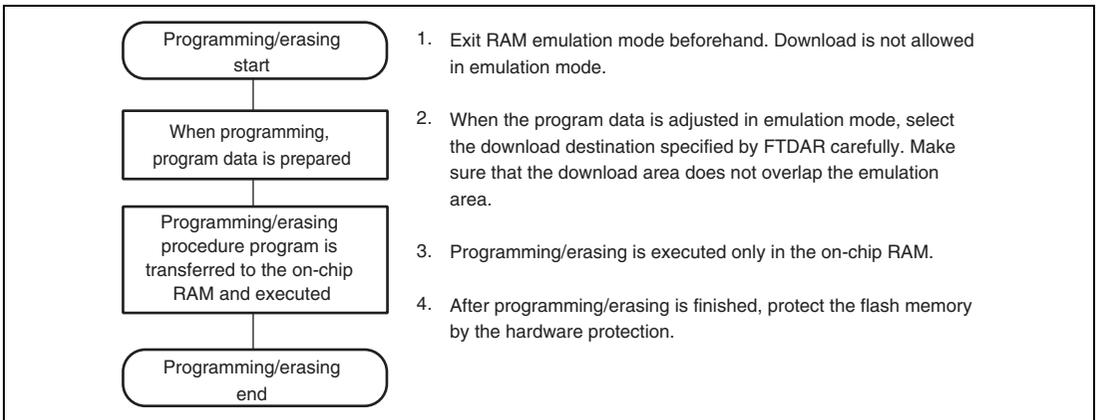 Programming/erasing
start
When programming,
program data is prepared
Programming/erasing
procedure program is
transferred to the on-chip
RAM and executed
Programming/erasing
end
1. Exit RAM emulation mode beforehand. Download is not allowed
in emulation mode.
2. When the program data is adjusted in emulation mode, select
the download destination specified by FTDAR carefully. Make
sure that the download area does not overlap the emulation
area.
3. Programming/erasing is executed only in the on-chip RAM.
4. After programming/erasing is finished, protect the flash memory
by the hardware protection.